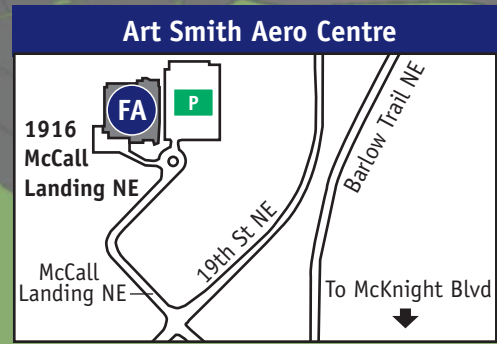 Art Smith Aero Centre
FA
P
1916
McCall
Landing NE
Barlow Trail NE
19th St NE
McCall
Landing NE
To McKnight Blvd